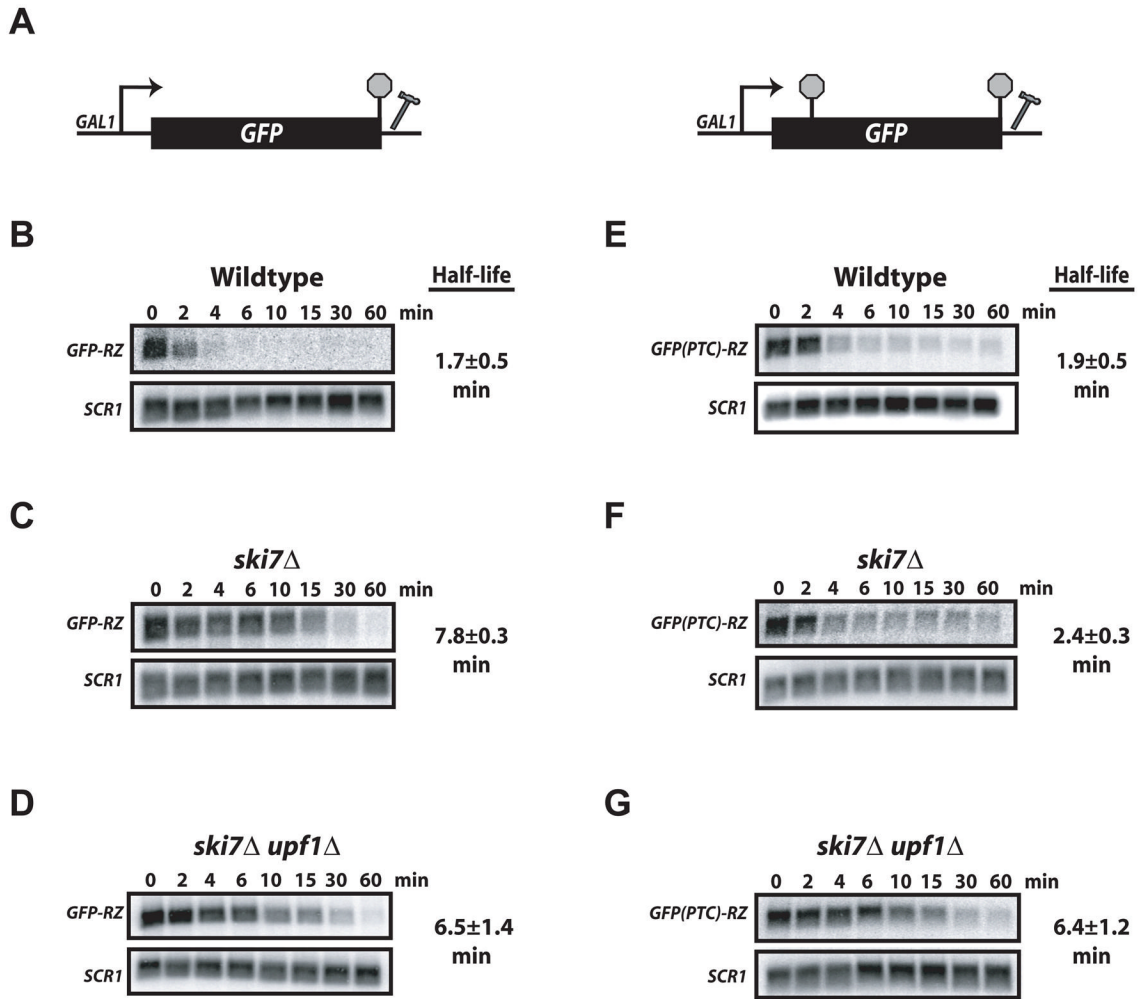 A
GAL1 GFP
GAL1 GFP
B
Wildtype Half-life
0 2 4 6 10 15 30 60 min
GFP-RZ
1.7±0.5
min
SCR1
E
Wildtype Half-life
0 2 4 6 10 15 30 60 min
GFP(PTC)-RZ
1.9±0.5
min
SCR1
C
ski7Δ
0 2 4 6 10 15 30 60 min
GFP-RZ
7.8±0.3
min
SCR1
F
ski7Δ
0 2 4 6 10 15 30 60 min
GFP(PTC)-RZ
2.4±0.3
min
SCR1
D
ski7Δ upf1Δ
0 2 4 6 10 15 30 60 min
GFP-RZ
6.5±1.4
min
SCR1
G
ski7Δ upf1Δ
0 2 4 6 10 15 30 60 min
GFP(PTC)-RZ
6.4±1.2
min
SCR1